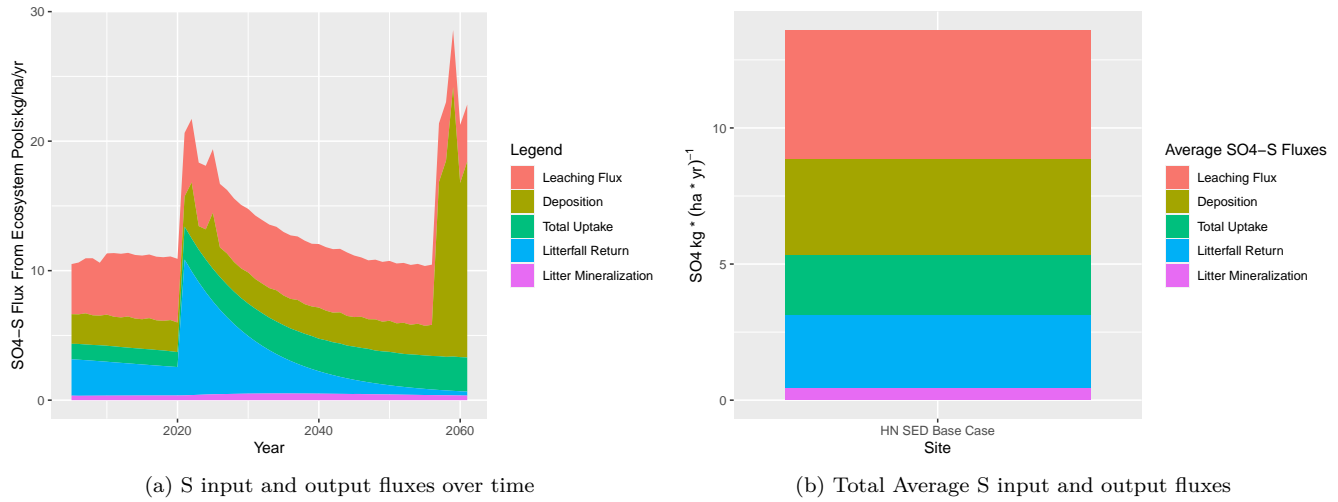 SO4−S Flux From Ecosystem Pools:kg/ha/yr
30
20
10
0
2020
2040
2060
Year
Legend
Leaching Flux
Deposition
Total Uptake
Litterfall Return
Litter Mineralization
(a) S input and output fluxes over time
SO4 kg * (ha * yr)−1
10
5
0
HN SED Base Case
Site
Average SO4−S Fluxes
Leaching Flux
Deposition
Total Uptake
Litterfall Return
Litter Mineralization
(b) Total Average S input and output fluxes